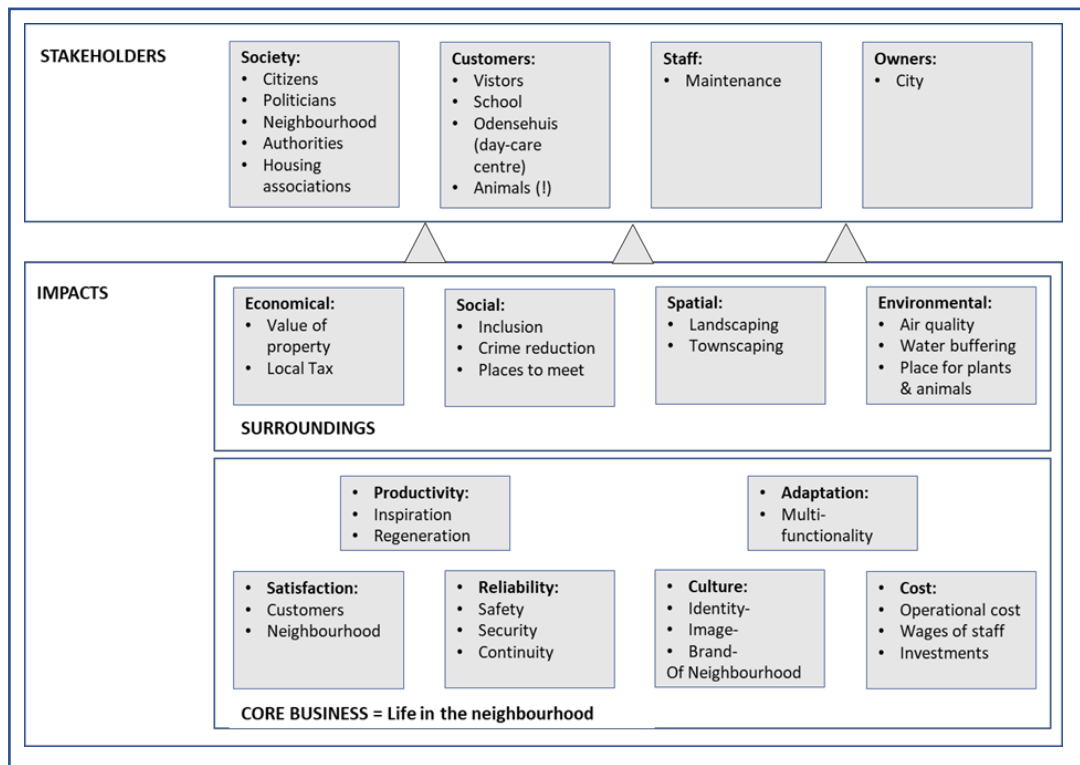 STAKEHOLDERS
Society:
• Citizens
• Politicians
• Neighbourhood
• Authorities
• Housing
associations
Customers:
• Vistors
• School
• Odensehuis
(day-care
centre)
• Animals (!)
Staff:
• Maintenance
Owners:
• City
IMPACTS
Economical:
• Value of
property
• Local Tax
Social:
• Inclusion
• Crime reduction
• Places to meet
Spatial:
• Landscaping
• Townscaping
Environmental:
• Air quality
• Water buffering
• Place for plants
& animals
SURROUNDINGS
• Productivity:
• Inspiration
• Regeneration
• Adaptation:
• Multi-
functionality
• Satisfaction:
• Customers
• Neighbourhood
• Reliability:
• Safety
• Security
• Continuity
• Culture:
• Identity-
• Image-
• Brand-
Of Neighbourhood
• Cost:
• Operational cost
• Wages of staff
• Investments
CORE BUSINESS = Life in the neighbourhood